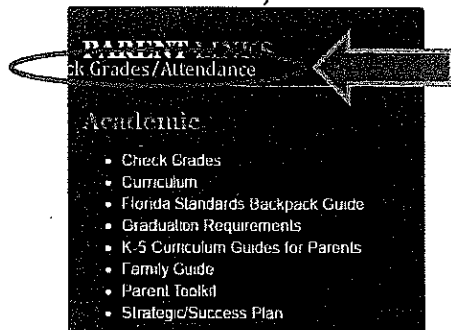 PARENT LINKS
ck Grades/Attendance
Academic
• Check Grades
• Curriculum
• Florida Standards Backpack Guide
• Graduation Requirements
• K-5 Curriculum Guides for Parents
• Family Guide
• Parent Toolkit
• Strategic/Success Plan